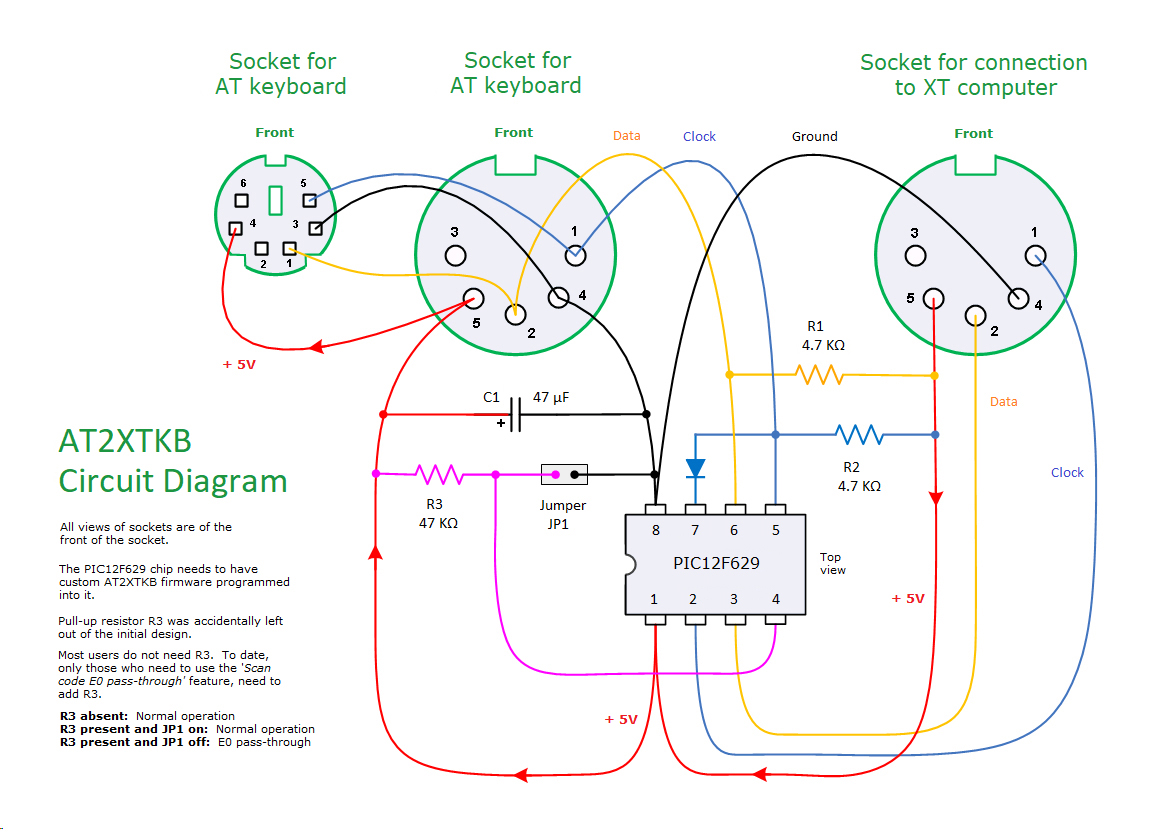 Socket for
AT keyboard
Socket for
AT keyboard
Socket for connection
to XT computer
Front
Front
Data
Clock
Ground
Front
6
5
4
3
2
1
3
1
5
4
2
3
1
5
4
2
+ 5V
R1
4.7 KΩ
C1
47 µF
+
Data
R2
4.7 KΩ
Clock
R3
47 KΩ
Jumper
JP1
8
7
6
5
PIC12F629
1
2
3
4
Top
view
+ 5V
+ 5V
AT2XTKB
Circuit Diagram
All views of sockets are of the
front of the socket.
The PIC12F629 chip needs to have
custom AT2XTKB firmware programmed
into it.
Pull-up resistor R3 was accidentally left
out of the initial design.
Most users do not need R3.  To date,
only those who need to use the 'Scan
code E0 pass-through' feature, need to
add R3.
R3 absent:  Normal operation
R3 present and JP1 on:  Normal operation
R3 present and JP1 off:  E0 pass-through